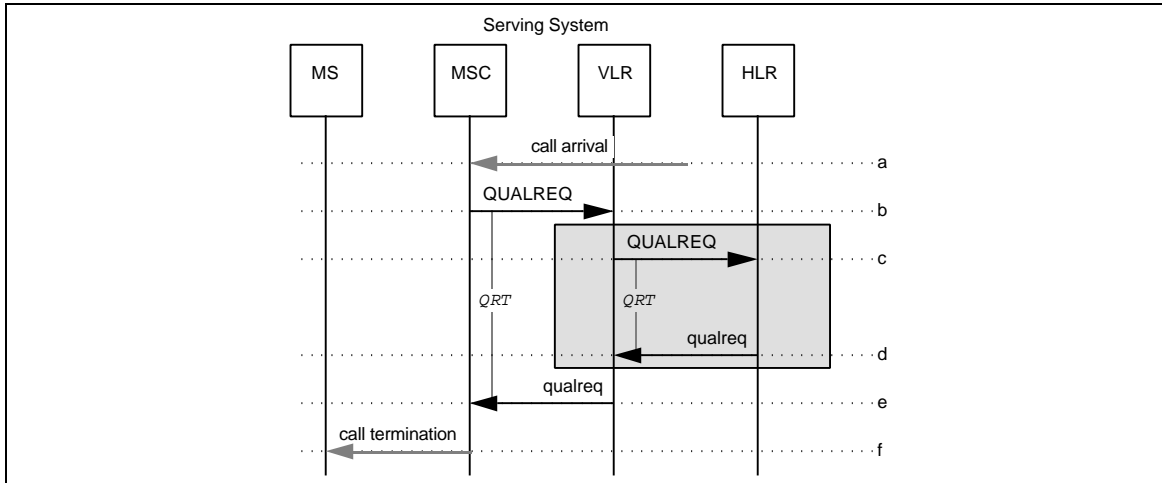 Serving System
MS MSC VLR HLR
call arrival
a
QUALREQ
b
QUALREQ
c
QRT QRT
qualreq
d
qualreq
e
call termination
f